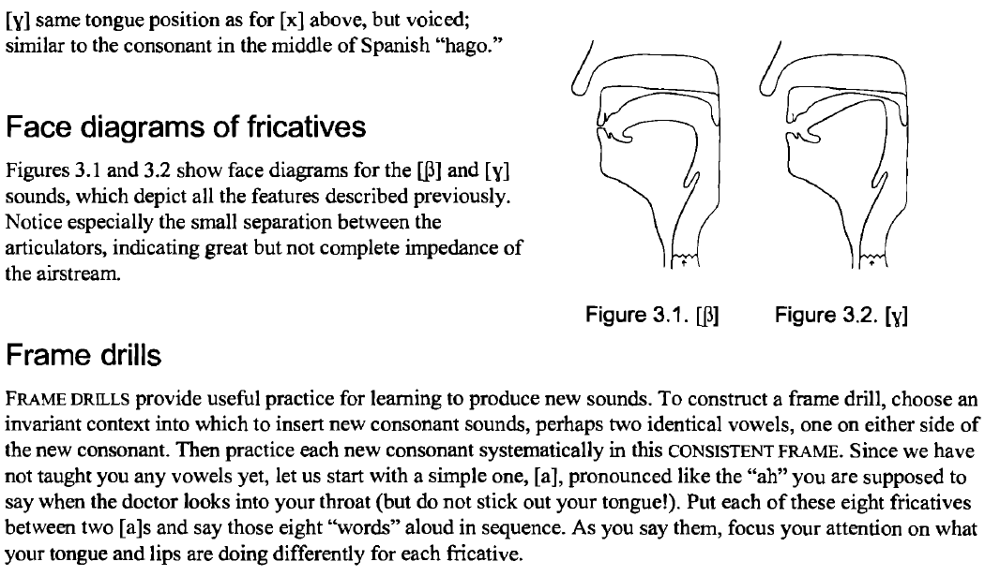 [ɣ] same tongue position as for [x] above, but voiced;
similar to the consonant in the middle of Spanish “hago.”
Face diagrams of fricatives
Figures 3.1 and 3.2 show face diagrams for the [β] and [ɣ]
sounds, which depict all the features described previously.
Notice especially the small separation between the
articulators, indicating great but not complete impedance of
the airstream.
Figure 3.1. [β]
Figure 3.2. [ɣ]
Frame drills
FRAME DRILLS provide useful practice for learning to produce new sounds. To construct a frame drill, choose an
invariant context into which to insert new consonant sounds, perhaps two identical vowels, one on either side of
the new consonant. Then practice each new consonant systematically in this CONSISTENT FRAME. Since we have
not taught you any vowels yet, let us start with a simple one, [a], pronounced like the “ah” you are supposed to
say when the doctor looks into your throat (but do not stick out your tongue!). Put each of these eight fricatives
between two [a]s and say those eight “words” aloud in sequence. As you say them, focus your attention on what
your tongue and lips are doing differently for each fricative.